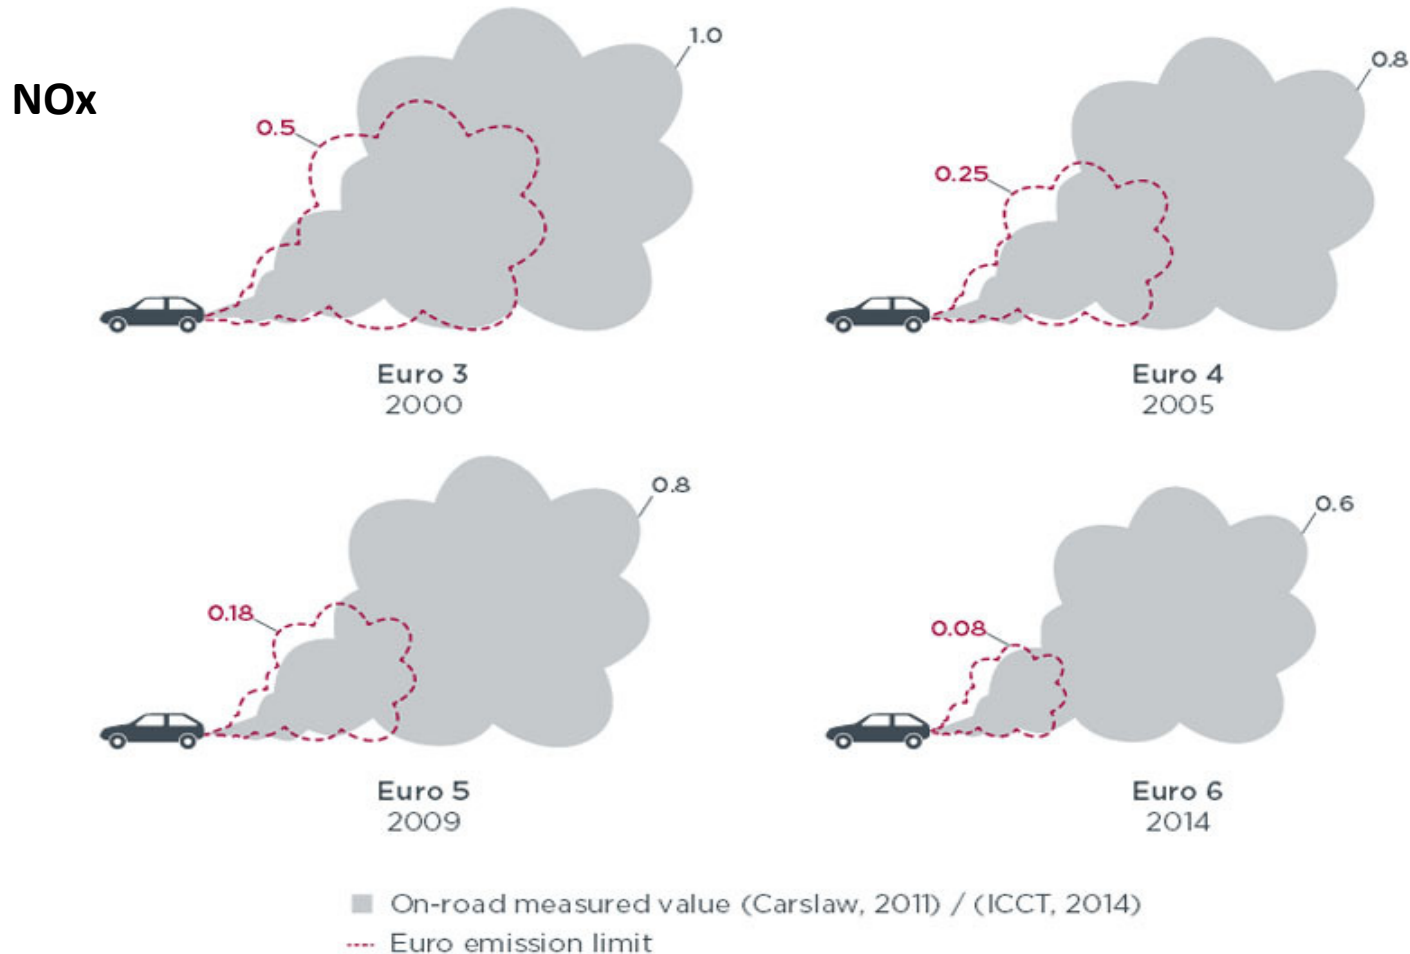 NOx
1.0
0.5
Euro 3
2000
0.8
0.25
Euro 4
2005
0.8
0.18
Euro 5
2009
0.6
0.08
Euro 6
2014
On-road measured value (Carslaw, 2011) / (ICCT, 2014)
Euro emission limit